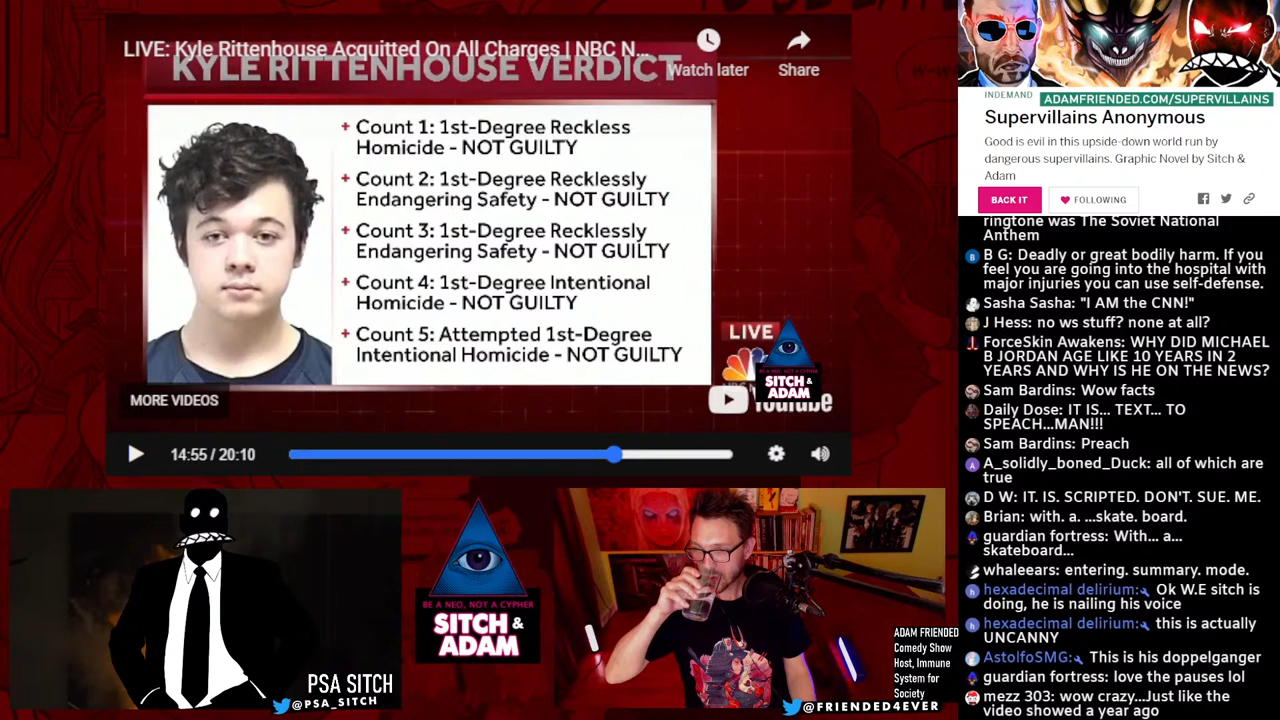 LIVE: Kyle Rittenhouse Acquitted On All Charges | NBC N...
Watch later
Share
KYLE RITTENHOUSE VERDICT
+ Count 1: 1st-Degree Reckless
Homicide - NOT GUILTY
+ Count 2: 1st-Degree Recklessly
Endangering Safety - NOT GUILTY
+ Count 3: 1st-Degree Recklessly
Endangering Safety - NOT GUILTY
+ Count 4: 1st-Degree Intentional
Homicide - NOT GUILTY
+ Count 5: Attempted 1st-Degree
Intentional Homicide - NOT GUILTY
LIVE
BE A NEO, NOT A CYPHER
SITCH &
ADAM
YouTube
MORE VIDEOS
14:55 / 20:10
PSA SITCH
@PSA_SITCH
BE A NEO, NOT A CYPHER
SITCH &
ADAM
ADAM FRIENDED
Comedy Show
Host, Immune
System for
Society
@FRIENDED4EVER
INDEMAND
ADAMFRIENDED.COM/SUPERVILLAINS
Supervillains Anonymous
Good is evil in this upside-down world run by
dangerous supervillains. Graphic Novel by Sitch &
Adam
BACK IT
FOLLOWING
ringtone was The Soviet National
Anthem
B G: Deadly or great bodily harm. If you
feel you are going into the hospital with
major injuries you can use self-defense.
Sasha Sasha: "I AM the CNN!"
J Hess: no ws stuff? none at all?
ForceSkin Awakens: WHY DID MICHAEL
B JORDAN AGE LIKE 10 YEARS IN 2
YEARS AND WHY IS HE ON THE NEWS?
Sam Bardins: Wow facts
Daily Dose: IT IS... TEXT... TO
SPEACH...MAN!!!
Sam Bardins: Preach
A_solidly_boned_Duck: all of which are
true
D W: IT. IS. SCRIPTED. DON'T. SUE. ME.
Brian: with. a. ...skate. board.
guardian fortress: With... a...
skateboard...
whaleears: entering. summary. mode.
hexadecimal delirium: Ok W.E sitch is
doing, he is nailing his voice
hexadecimal delirium: this is actually
UNCANNY
AstolfoSMG: This is his doppelganger
guardian fortress: love the pauses lol
mezz 303: wow crazy...Just like the
video showed a year ago